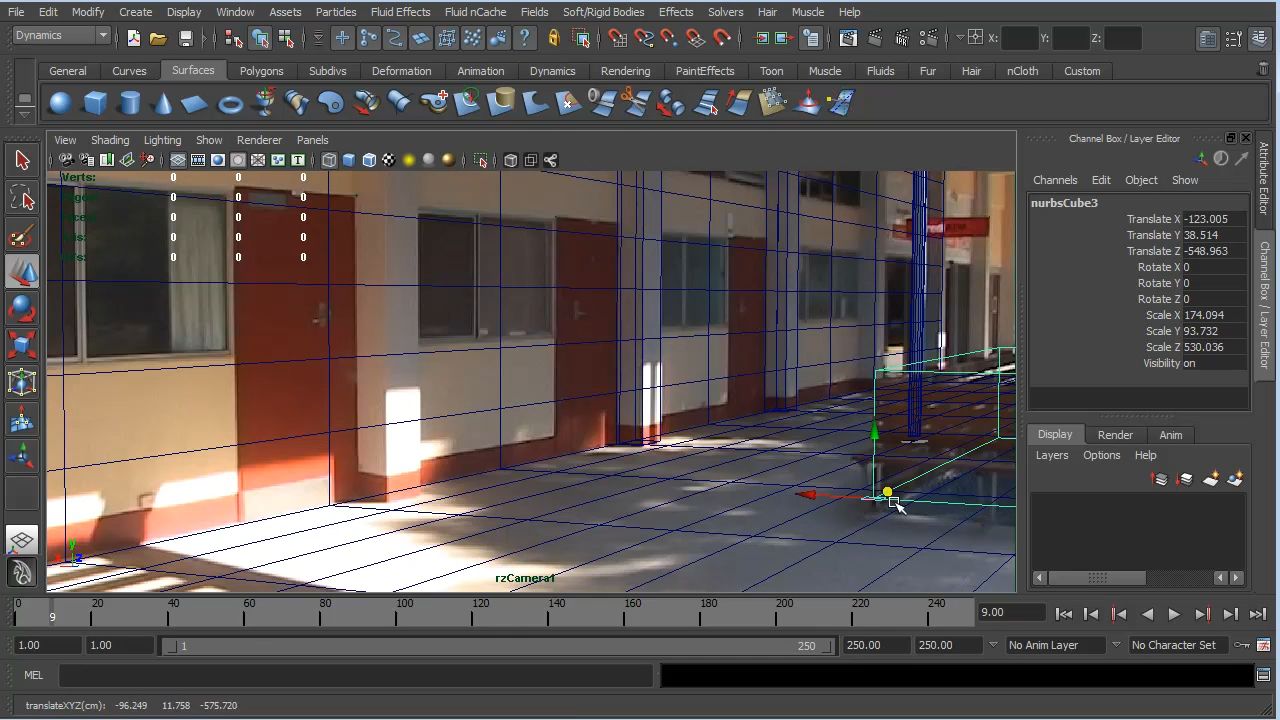 File Edit Modify Create Display Window Assets Particles Fluid Effects Fluid nCache Fields Soft/Rigid Bodies Effects Solvers Hair Muscle Help
Dynamics X: Y: Z:
General Curves Surfaces Polygons Subdivs Deformation Animation Dynamics Rendering PaintEffects Toon Muscle Fluids Fur Hair nCloth Custom
View Shading Lighting Show Renderer Panels
Channel Box / Layer Editor
Channels Edit Object Show
Verts: 0 0 0
0 0 0
0 0 0
0 0 0
0 0 0
nurbsCube3
Translate X -123.005
Translate Y 38.514
Translate Z -548.963
Rotate X 0
Rotate Y 0
Rotate Z 0
Scale X 174.094
Scale Y 93.732
Scale Z 530.036
Visibility on
Attribute Editor
Channel Box / Layer Editor
Display Render Anim
Layers Options Help
y
x z
rzCamera1
0 20 40 60 80 100 120 140 160 180 200 220 240
9
9.00
1.00 1.00 1 250 250.00 250.00 No Anim Layer No Character Set
MEL
translateXYZ(cm): -96.249 11.758 -575.720